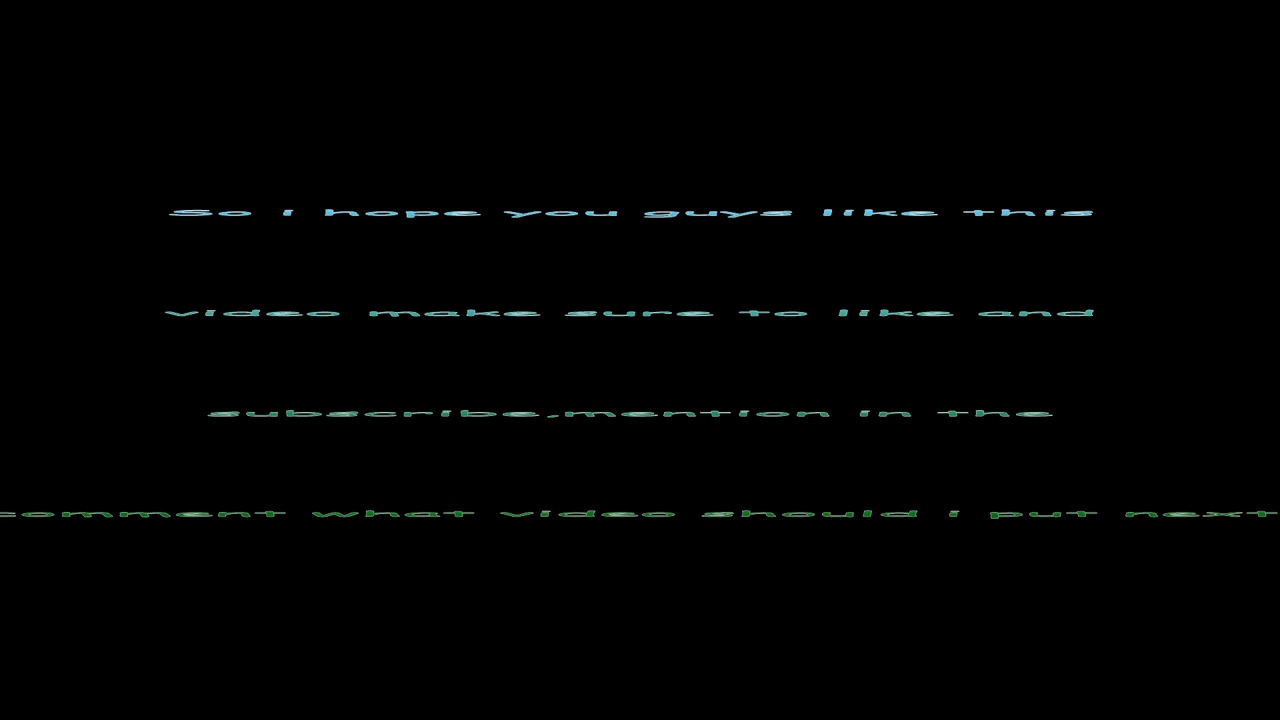 So i hope you guys like this
video make sure to like and
subscribe,mention in the
comment what video should i put next